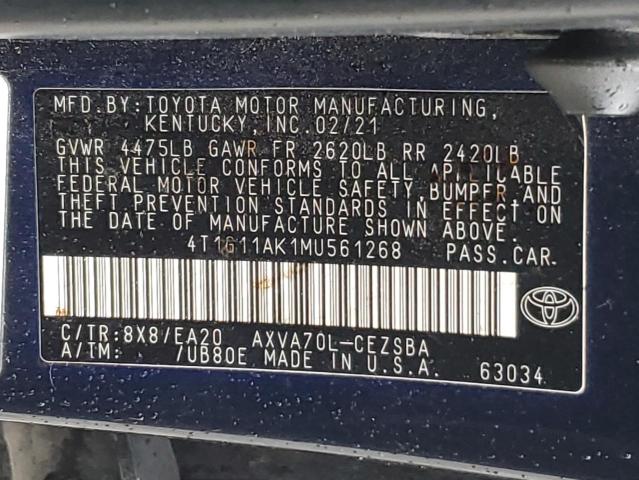 MFD.BY:TOYOTA MOTOR MANUFACTURING,
KENTUCKY,INC.02/21
GVWR 4475LB GAWR FR 2620LB RR 2420LB
THIS VEHICLE CONFORMS TO ALL APPLICABLE
FEDERAL MOTOR VEHICLE SAFETY,BUMPER,AND
THEFT PREVENTION STANDARDS IN EFFECT ON
THE DATE OF MANUFACTURE SHOWN ABOVE.
4T1G11AK1MU561268 PASS.CAR.
C/TR:8X8/EA20 AXVA70L-CEZSBA
A/TM: /UB80E MADE IN U.S.A. 63034